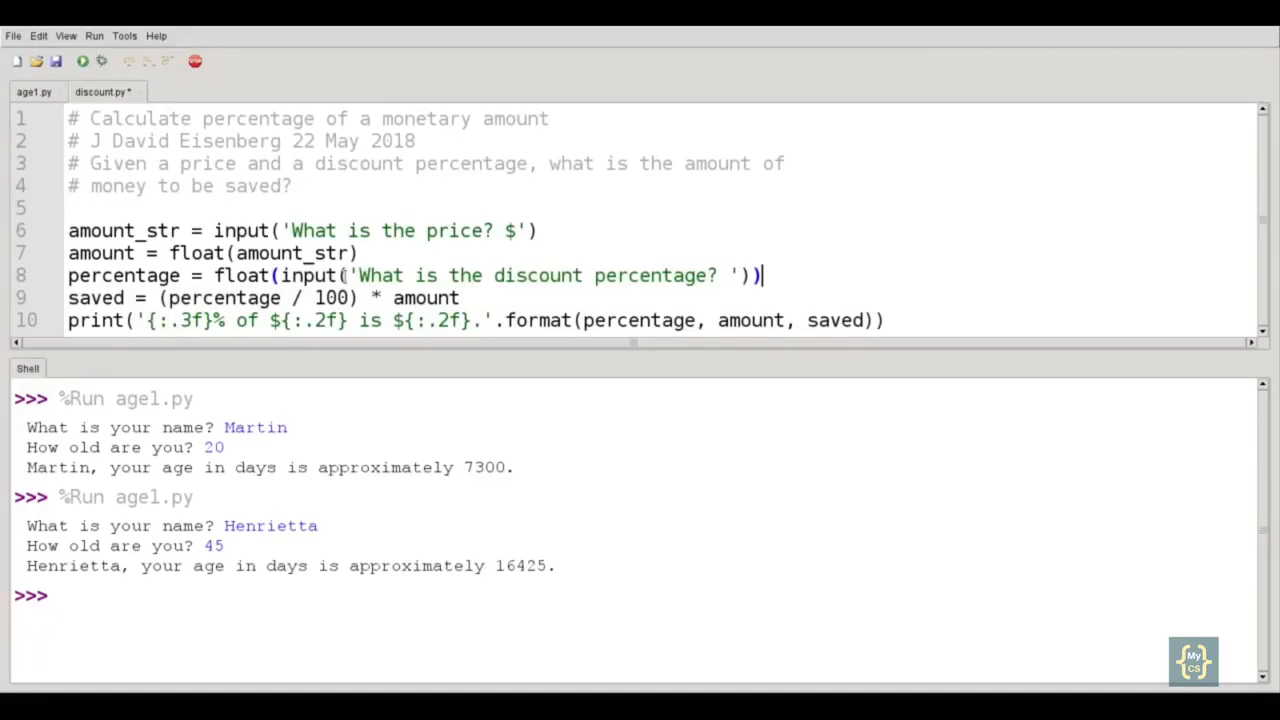 File Edit View Run Tools Help
STOP
age1.py discount.py *
1 # Calculate percentage of a monetary amount
2 # J David Eisenberg 22 May 2018
3 # Given a price and a discount percentage, what is the amount of
4 # money to be saved?
5
6 amount_str = input('What is the price? $')
7 amount = float(amount_str)
8 percentage = float(input('What is the discount percentage? '))
9 saved = (percentage / 100) * amount
10 print('{:.3f}% of ${:.2f} is ${:.2f}.'.format(percentage, amount, saved))
Shell
>>> %Run age1.py
What is your name? Martin
How old are you? 20
Martin, your age in days is approximately 7300.
>>> %Run age1.py
What is your name? Henrietta
How old are you? 45
Henrietta, your age in days is approximately 16425.
>>>
{My CS}